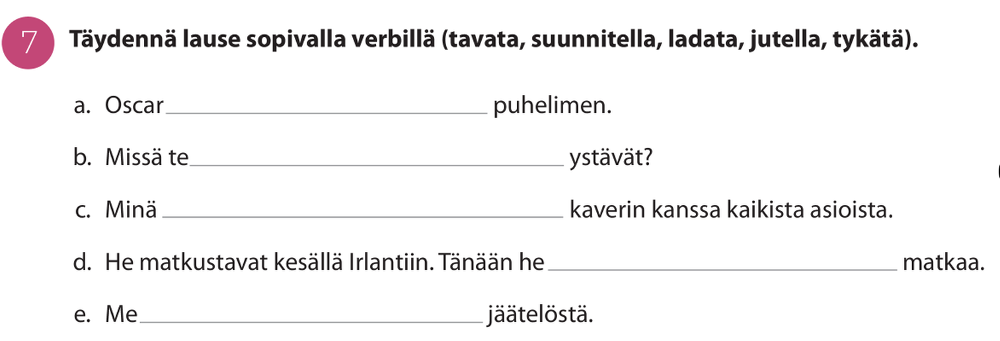 7 Täydennä lause sopivalla verbillä (tavata, suunnitella, ladata, jutella, tykätä).
a. Oscar puhelimen.
b. Missä te ystävät?
c. Minä kaverin kanssa kaikista asioista.
d. He matkustavat kesällä Irlantiin. Tänään he matkaa.
e. Me jäätelöstä.